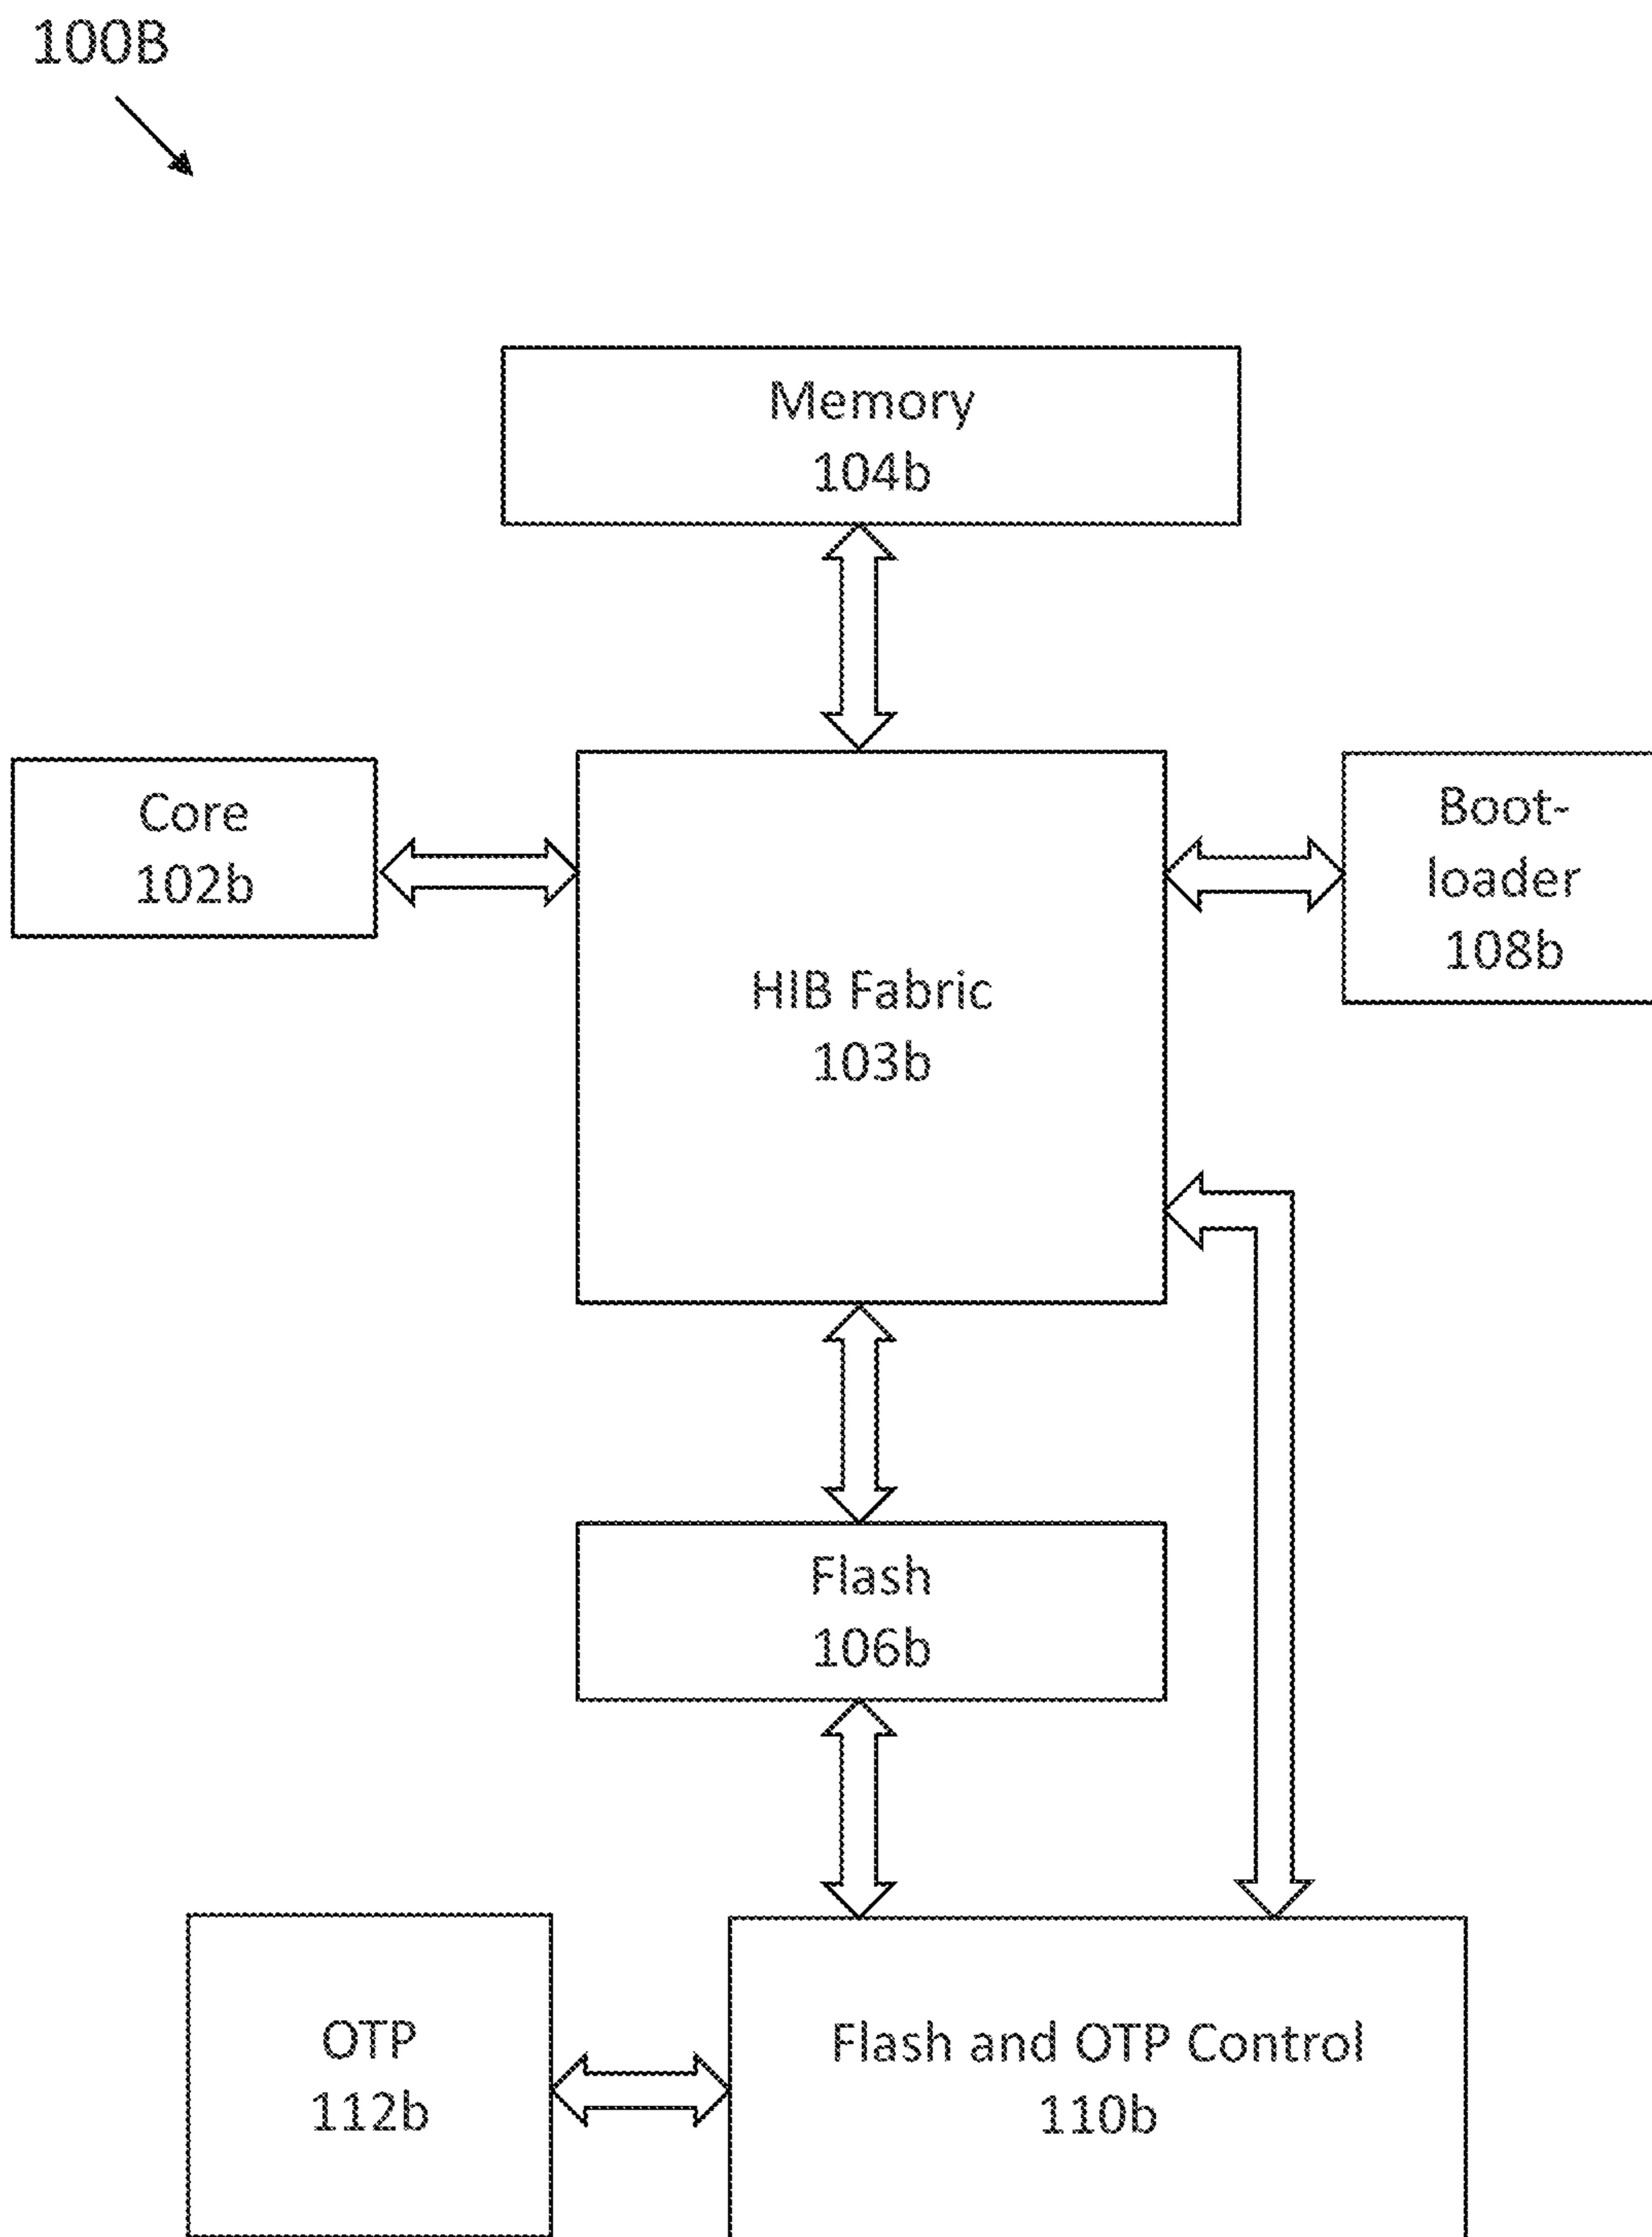 100B
Memory
104b
Core
102b
HIB Fabric
103b
Boot-
loader
108b
Flash
106b
OTP
112b
Flash and OTP Control
110b